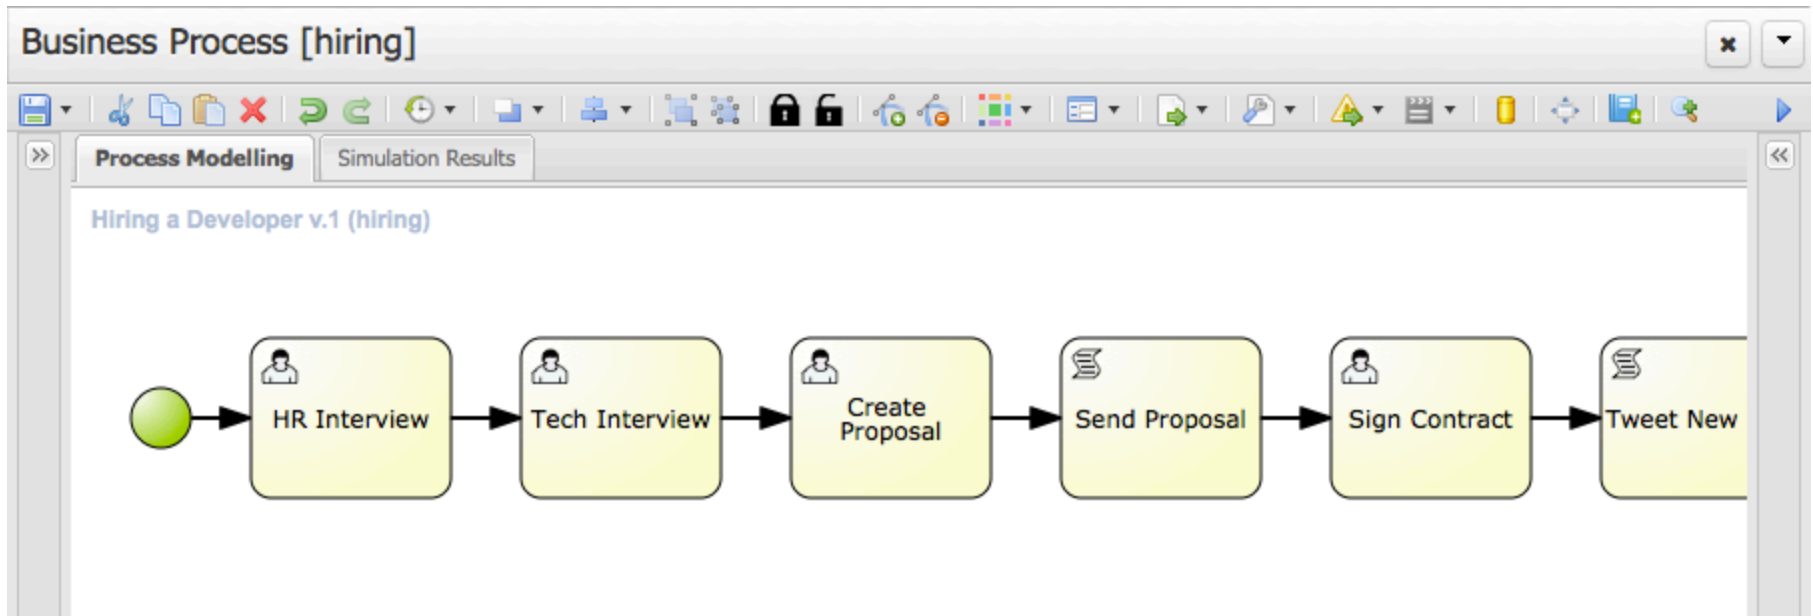 Business Process [hiring]
Process Modelling
Simulation Results
Hiring a Developer v.1 (hiring)
HR Interview
Tech Interview
Create
Proposal
Send Proposal
Sign Contract
Tweet New